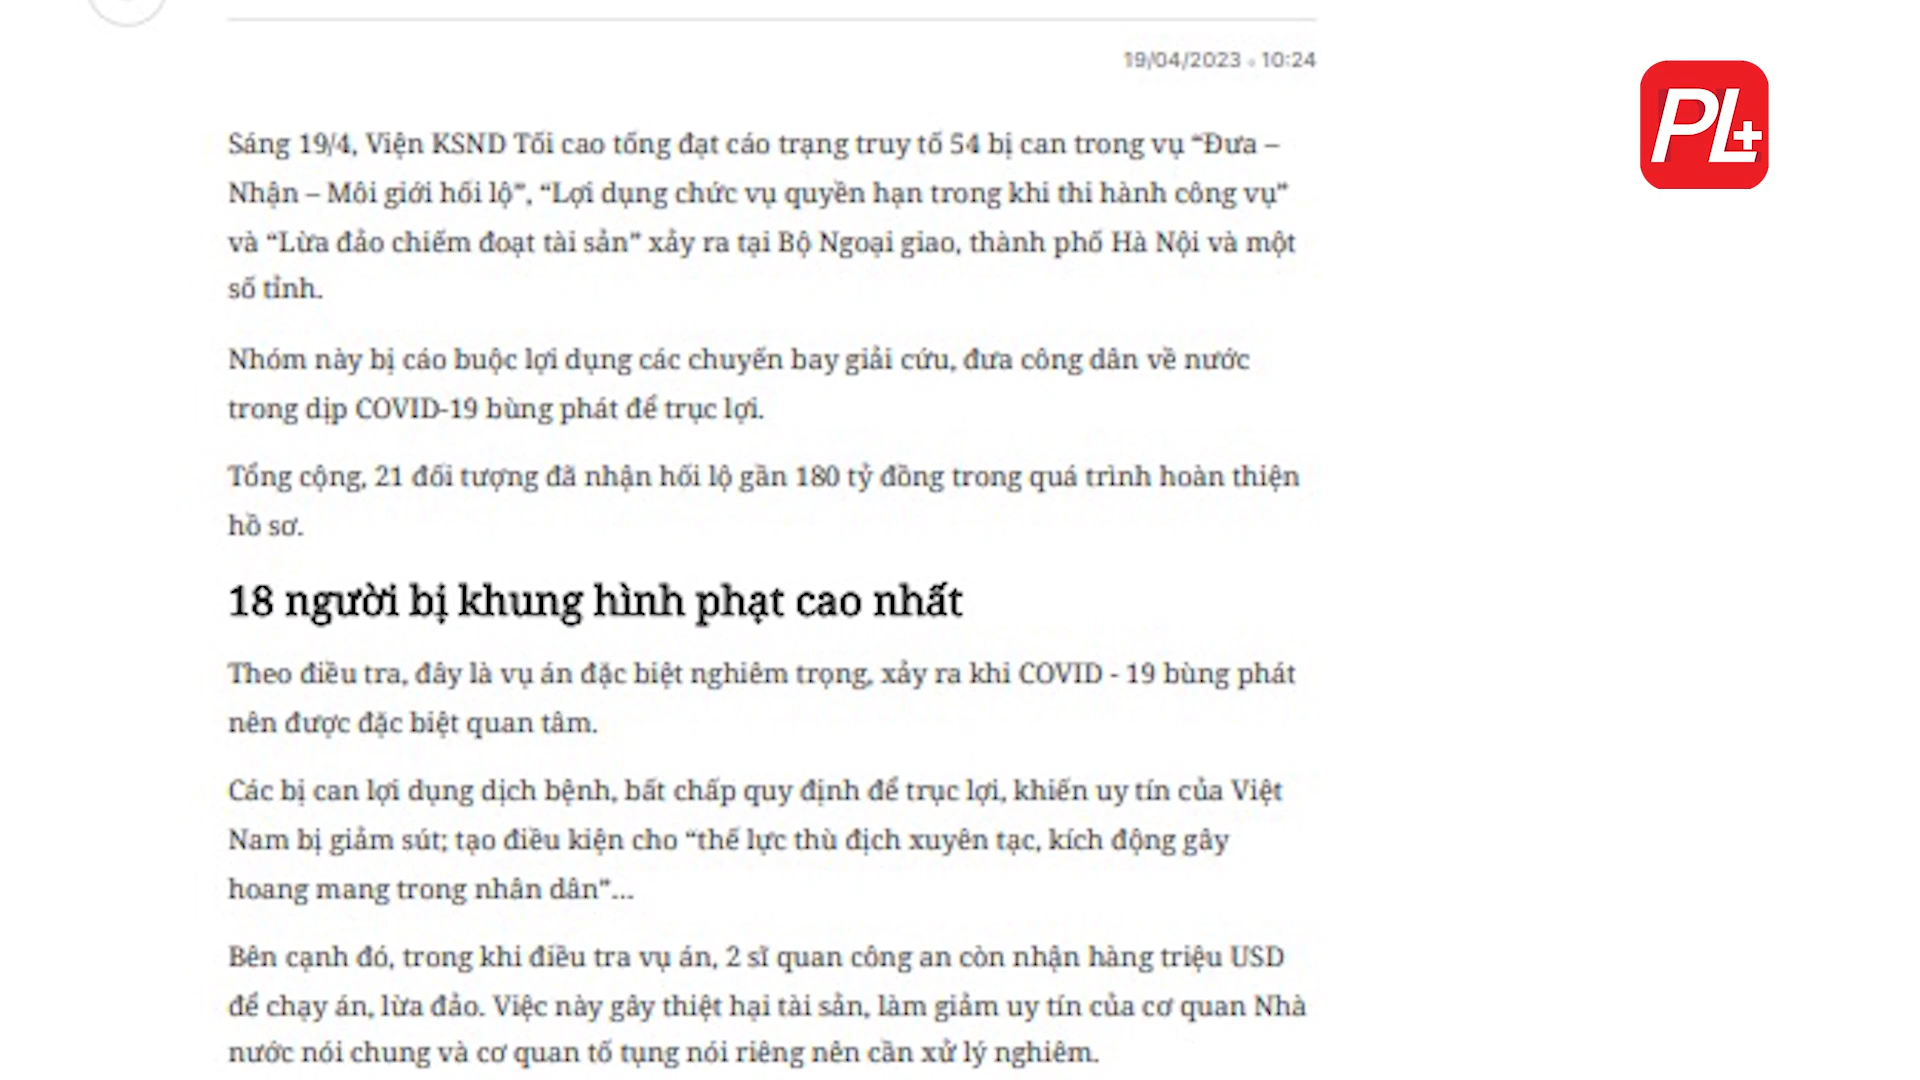 19/04/2023 • 10:24
PL+
Sáng 19/4, Viện KSND Tối cao tống đạt cáo trạng truy tố 54 bị can trong vụ “Đưa –
Nhận – Môi giới hối lộ”, “Lợi dụng chức vụ quyền hạn trong khi thi hành công vụ”
và “Lừa đảo chiếm đoạt tài sản” xảy ra tại Bộ Ngoại giao, thành phố Hà Nội và một
số tỉnh.
Nhóm này bị cáo buộc lợi dụng các chuyến bay giải cứu, đưa công dân về nước
trong dịp COVID-19 bùng phát để trục lợi.
Tổng cộng, 21 đối tượng đã nhận hối lộ gần 180 tỷ đồng trong quá trình hoàn thiện
hồ sơ.
18 người bị khung hình phạt cao nhất
Theo điều tra, đây là vụ án đặc biệt nghiêm trọng, xảy ra khi COVID - 19 bùng phát
nên được đặc biệt quan tâm.
Các bị can lợi dụng dịch bệnh, bất chấp quy định để trục lợi, khiến uy tín của Việt
Nam bị giảm sút; tạo điều kiện cho “thế lực thù địch xuyên tạc, kích động gây
hoang mang trong nhân dân”...
Bên cạnh đó, trong khi điều tra vụ án, 2 sĩ quan công an còn nhận hàng triệu USD
để chạy án, lừa đảo. Việc này gây thiệt hại tài sản, làm giảm uy tín của cơ quan Nhà
nước nói chung và cơ quan tố tụng nói riêng nên cần xử lý nghiêm.